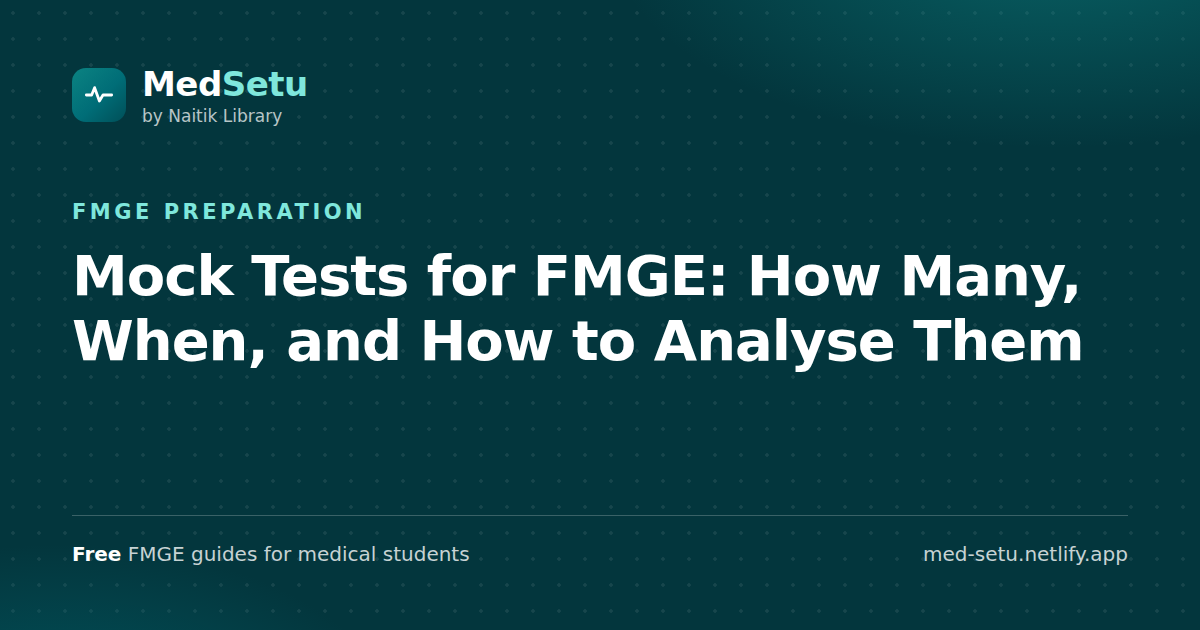 MedSetu
by Naitik Library
FMGE PREPARATION
Mock Tests for FMGE: How Many,
When, and How to Analyse Them
Free FMGE guides for medical students
med-setu.netlify.app